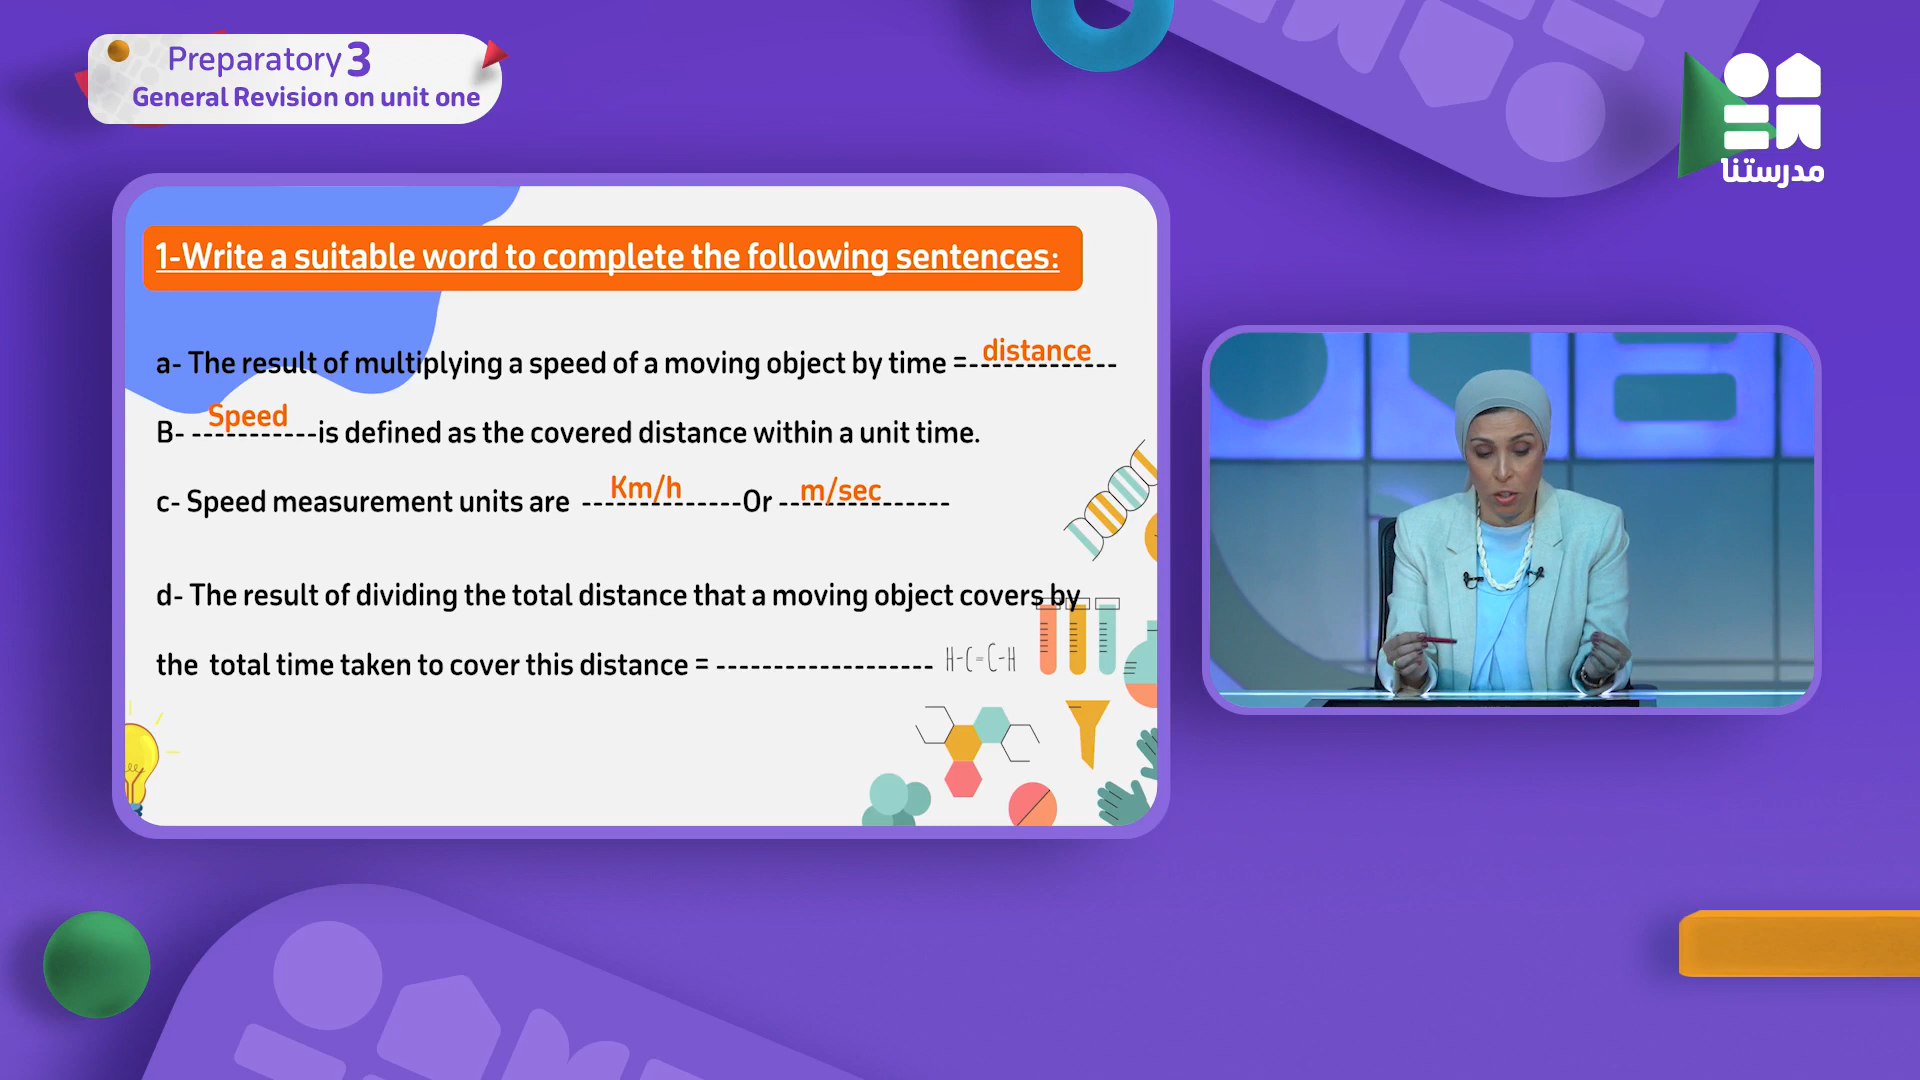 Preparatory 3
General Revision on unit one
مدرستنا
1-Write a suitable word to complete the following sentences:
a- The result of multiplying a speed of a moving object by time =-------------- distance
B- ----------- Speed is defined as the covered distance within a unit time.
c- Speed measurement units are -------------- Km/h Or --------------- m/sec
d- The result of dividing the total distance that a moving object covers by
the total time taken to cover this distance = -------------------
H-C=C-H